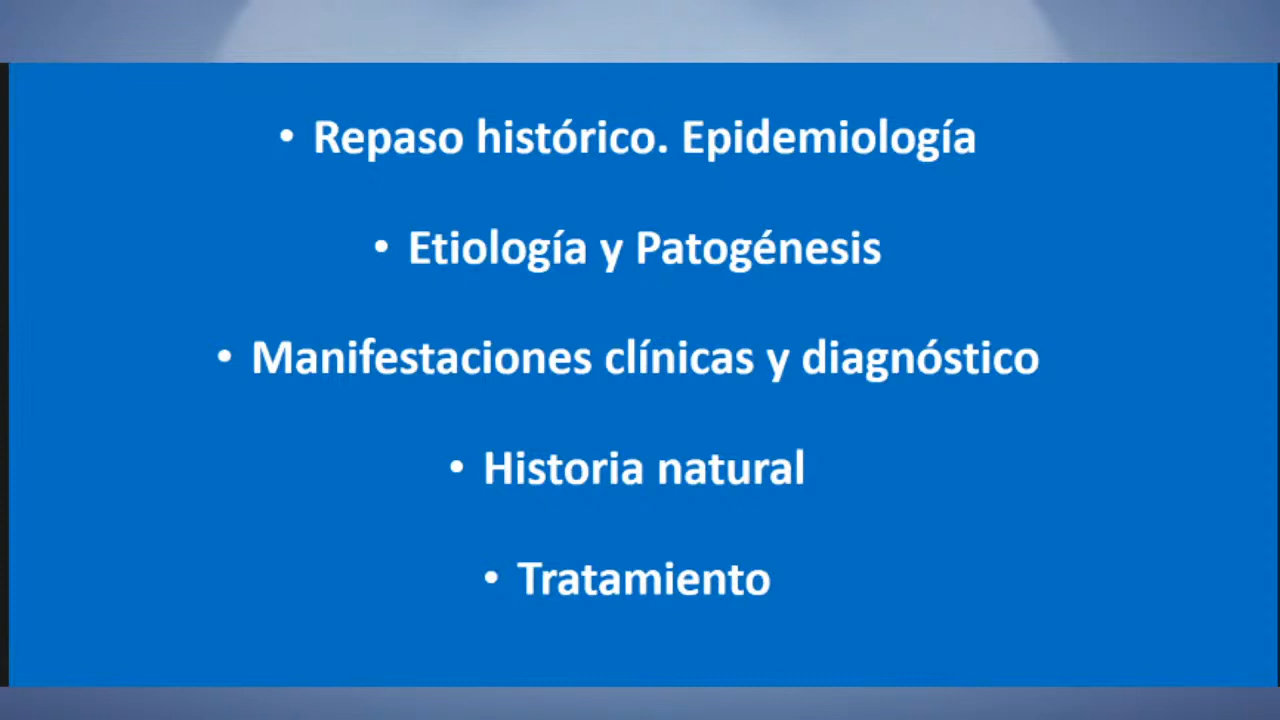 • Repaso histórico. Epidemiología
• Etiología y Patogénesis
• Manifestaciones clínicas y diagnóstico
• Historia natural
• Tratamiento